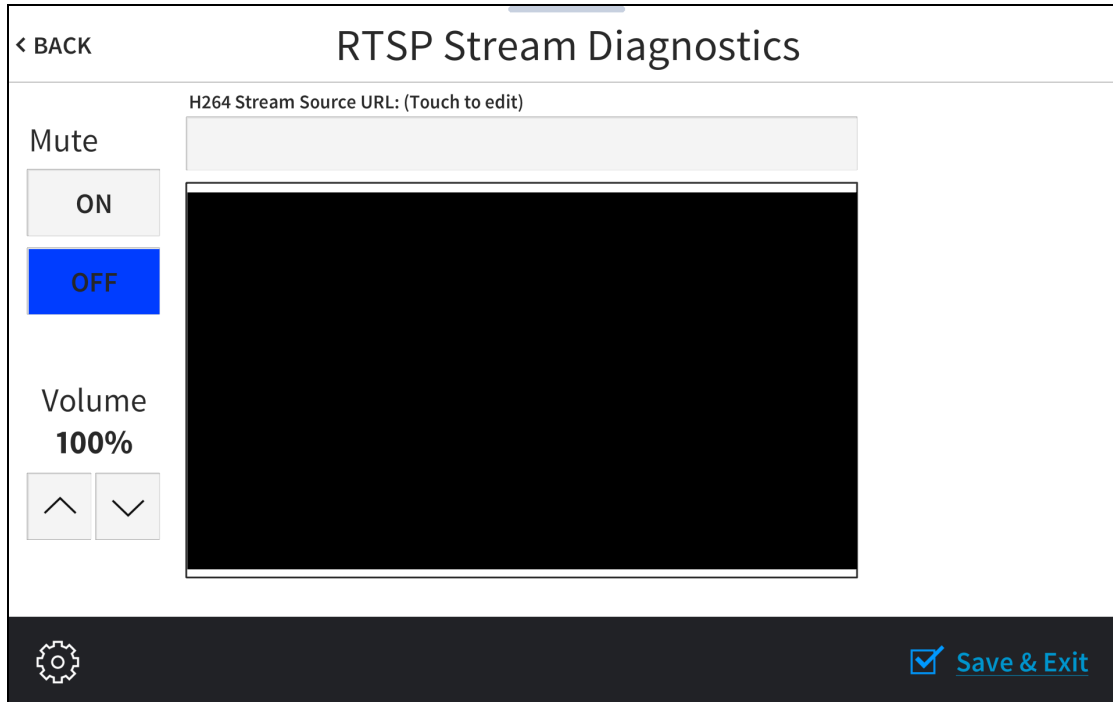 < BACK
RTSP Stream Diagnostics
H264 Stream Source URL: (Touch to edit)
Mute
ON
OFF
Volume
100%
Save & Exit